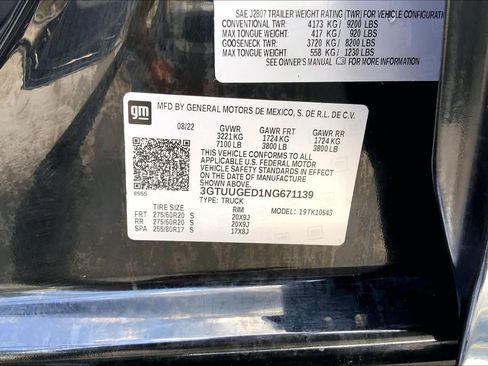 SAE J2807 TRAILER WEIGHT RATING (TWR) FOR VEHICLE CONFIGURATION
CONVENTIONAL TWR: 4173 KG / 9200 LBS
MAX TONGUE WEIGHT: 417 KG / 920 LBS
GOOSENECK TWR: 3720 KG / 8200 LBS
MAX TONGUE WEIGHT: 558 KG / 1230 LBS
SEE OWNER'S MANUAL FOR MORE INFORMATION
gm
MFD BY GENERAL MOTORS DE MEXICO, S. DE R.L. DE C.V.
08/22 GVWR GAWR FRT GAWR RR
3221 KG 1724 KG 1724 KG
7100 LB 3800 LB 3800 LB
THIS VEHICLE CONFORMS TO ALL
APPLICABLE U.S. FEDERAL MOTOR
VEHICLE SAFETY STANDARDS IN
EFFECT ON THE DATE OF
MANUFACTURE SHOWN ABOVE.
3GTUUGED1NG671139
TYPE: TRUCK
TIRE SIZE RIM MODEL: 19TK10543
FRT 275/60R20 S 20X9J
RR 275/60R20 S 20X9J
SPA 255/80R17 S 17X8J